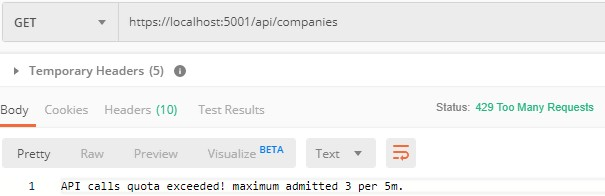 GET https://localhost:5001/api/companies
Temporary Headers (5)
Body Cookies Headers (10) Test Results Status: 429 Too Many Requests
Pretty Raw Preview Visualize BETA Text
1 API calls quota exceeded! maximum admitted 3 per 5m.